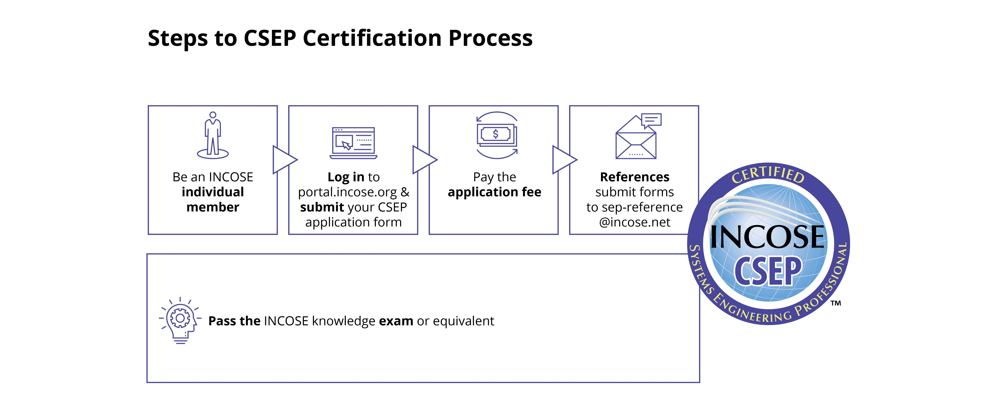 Steps to CSEP Certification Process
Be an INCOSE
individual
member
Log in to
portal.incose.org &
submit your CSEP
application form
$
Pay the
application fee
References
submit forms
to sep-reference
@incose.net
CERTIFIED
INCOSE
CSEP
SYSTEMS ENGINEERING PROFESSIONAL
TM
Pass the INCOSE knowledge exam or equivalent